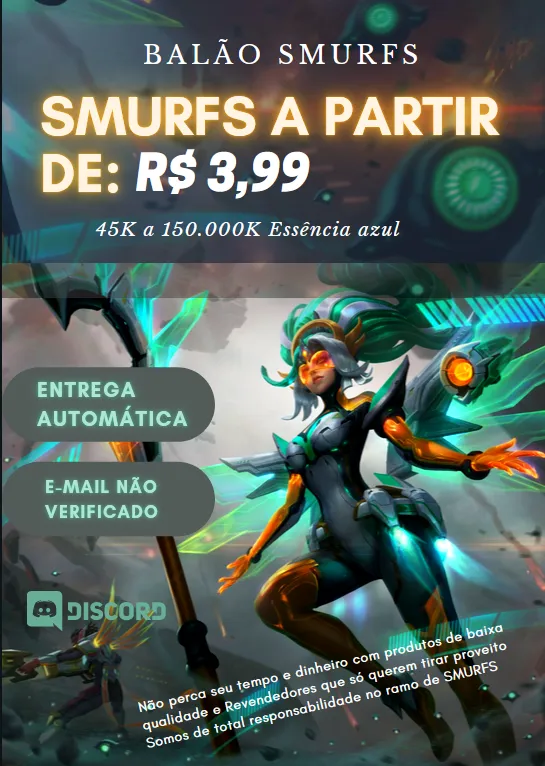 BALÃO SMURFS
SMURFS A PARTIR
DE: R$ 3,99
45K a 150.000K Essência azul
ENTREGA
AUTOMÁTICA
E-MAIL NÃO
VERIFICADO
DISCORD
Não perca seu tempo e dinheiro com produtos de baixa
qualidade e Revendedores que só querem tirar proveito
Somos de total responsabilidade no ramo de SMURFS